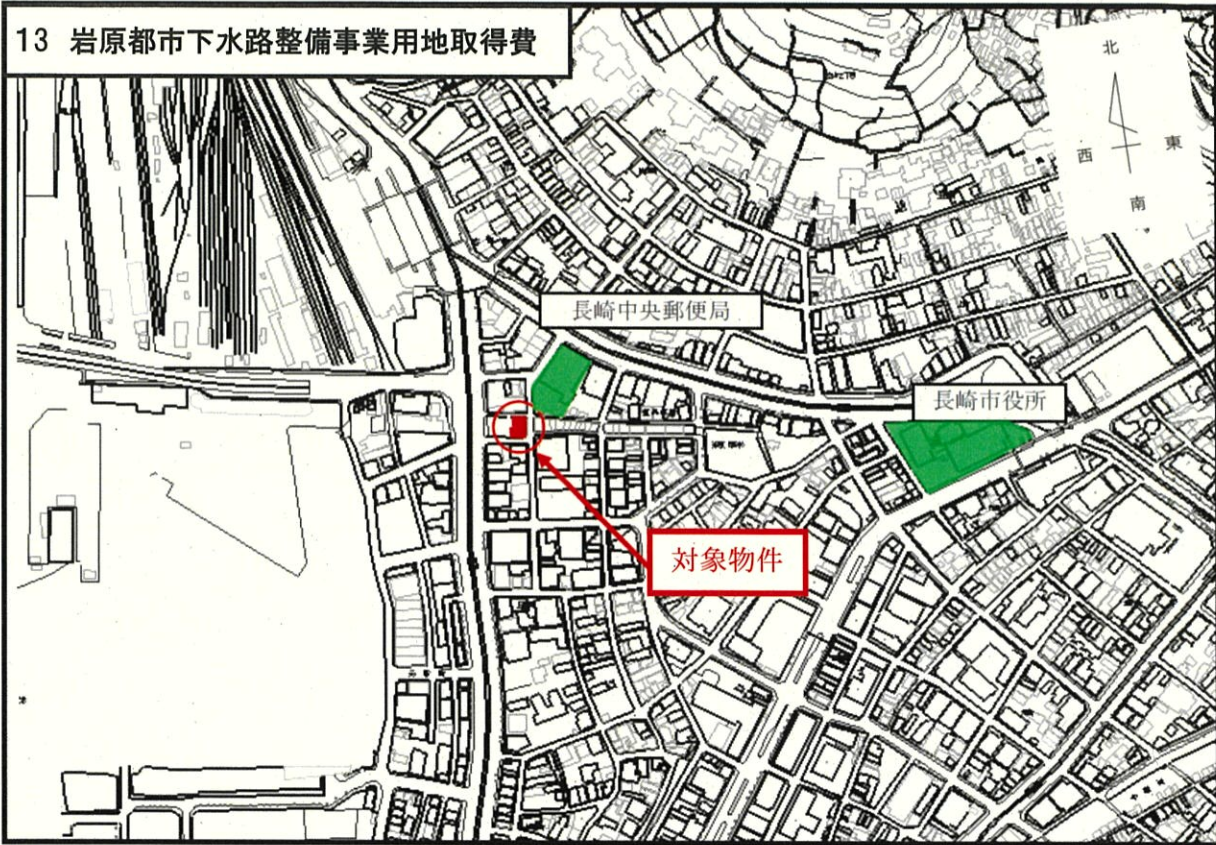 13 岩原都市下水路整備事業用地取得費
北
西 東
南
長崎中央郵便局
長崎市役所
対象物件